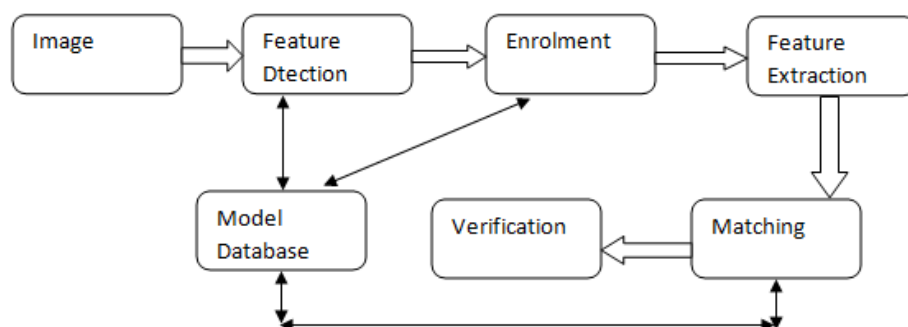 Image
Feature
Dtection
Enrolment
Feature
Extraction
Model
Database
Verification
Matching